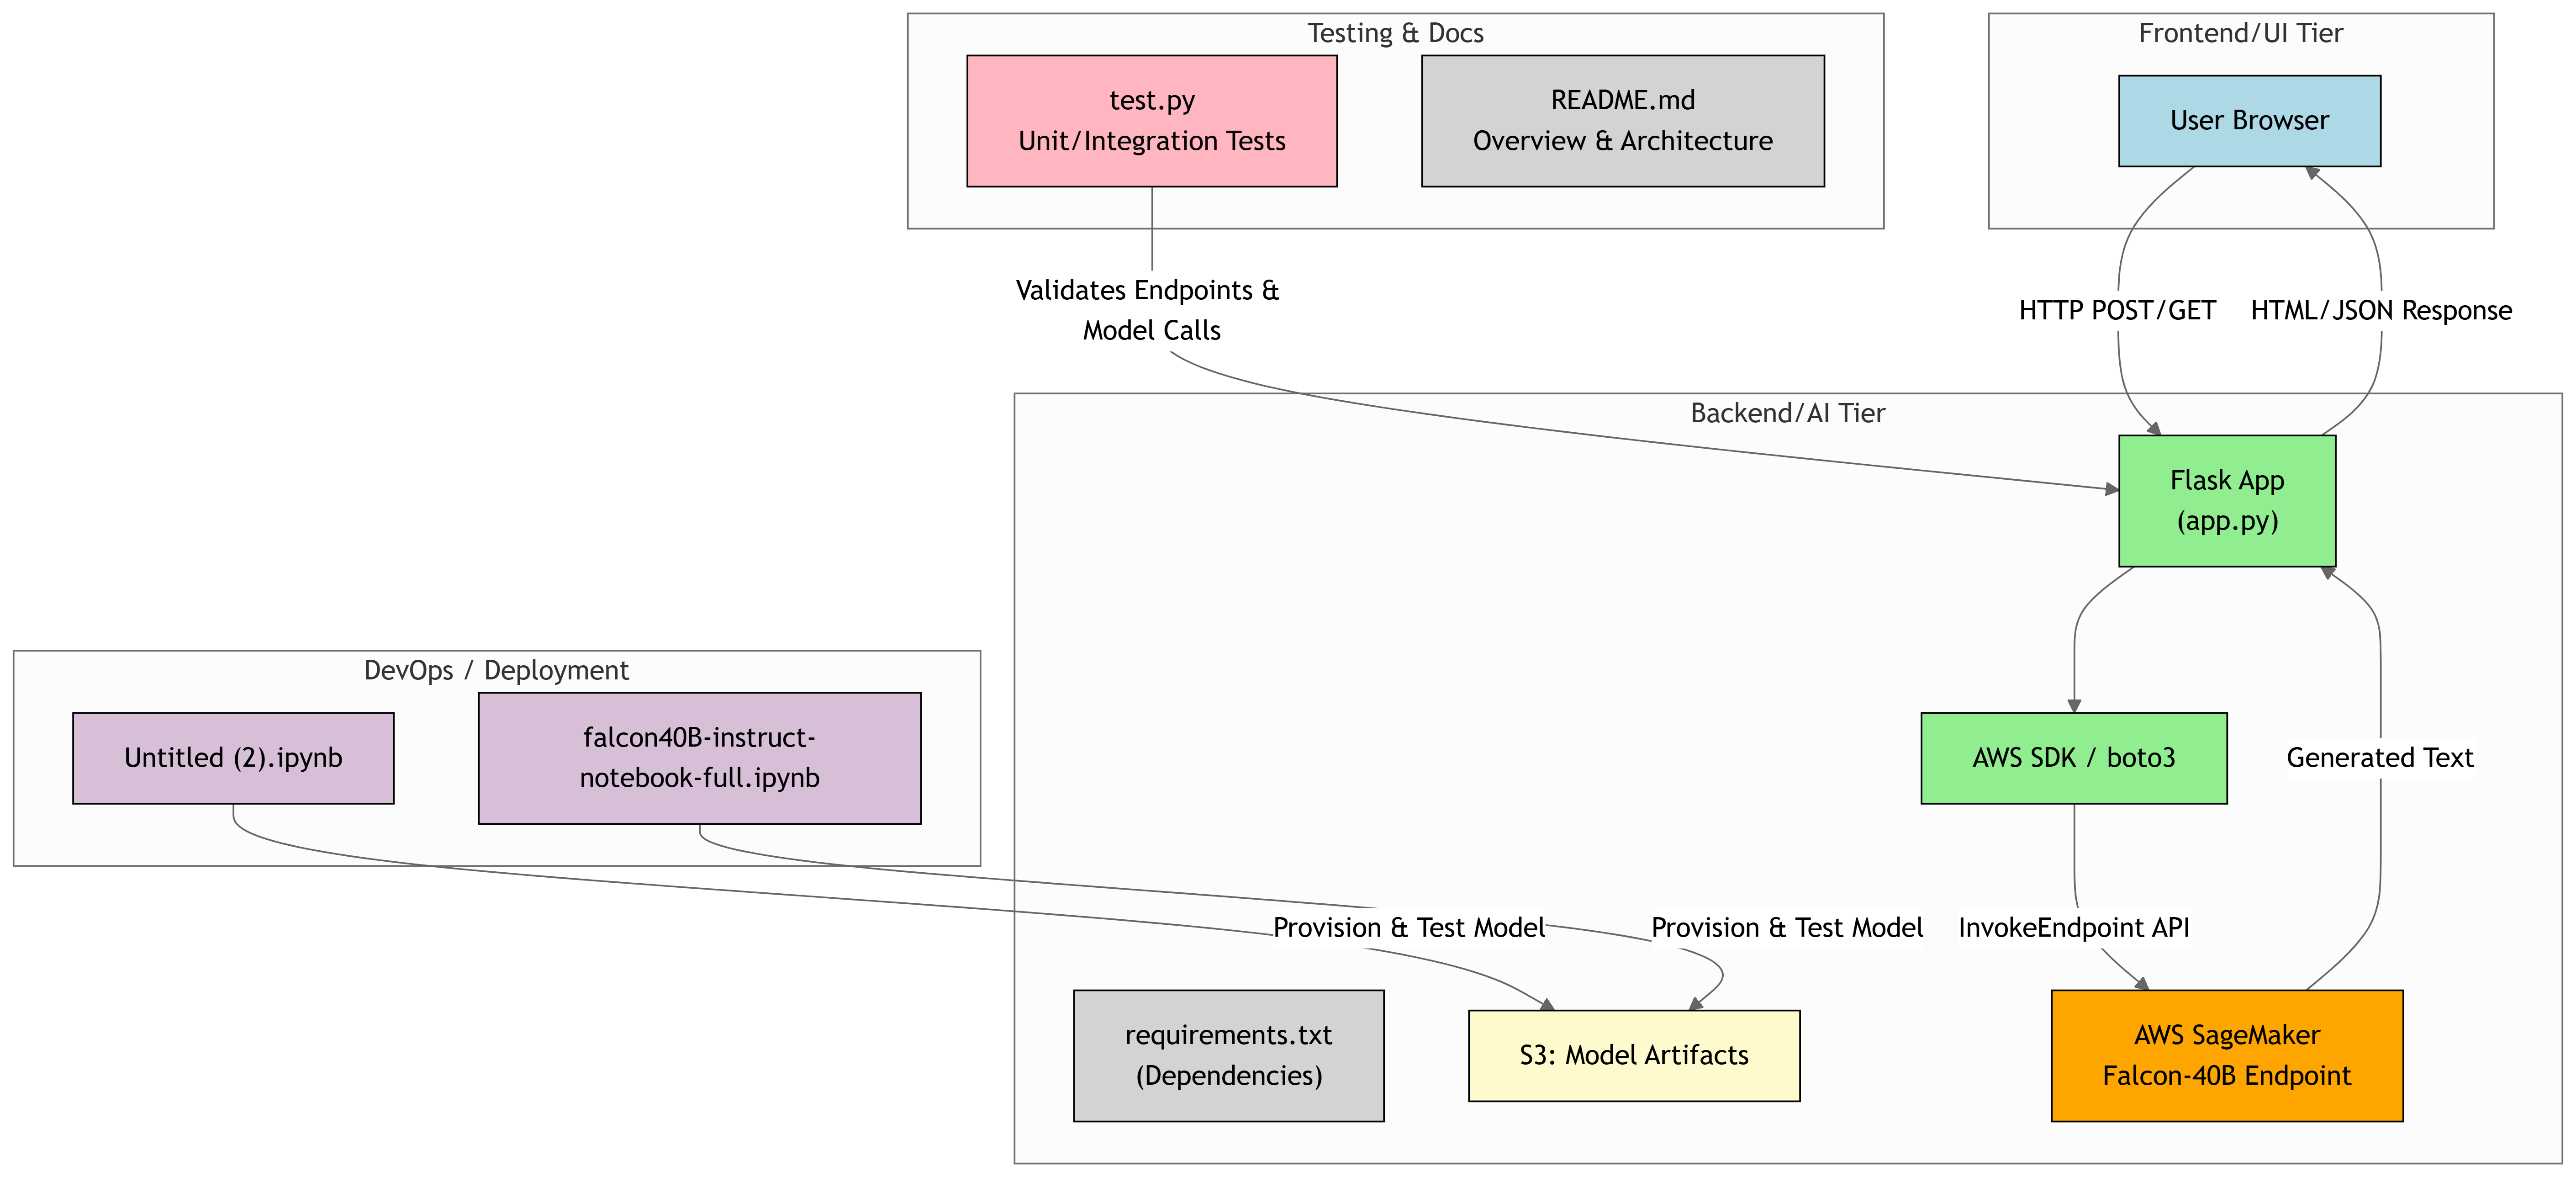 Testing & Docs
test.py
Unit/Integration Tests
README.md
Overview & Architecture
Frontend/UI Tier
User Browser
Validates Endpoints &
Model Calls
HTTP POST/GET
HTML/JSON Response
Backend/AI Tier
Flask App
(app.py)
DevOps / Deployment
Untitled (2).ipynb
falcon40B-instruct-
notebook-full.ipynb
AWS SDK / boto3
Generated Text
Provision & Test Model
Provision & Test Model
InvokeEndpoint API
requirements.txt
(Dependencies)
S3: Model Artifacts
AWS SageMaker
Falcon-40B Endpoint